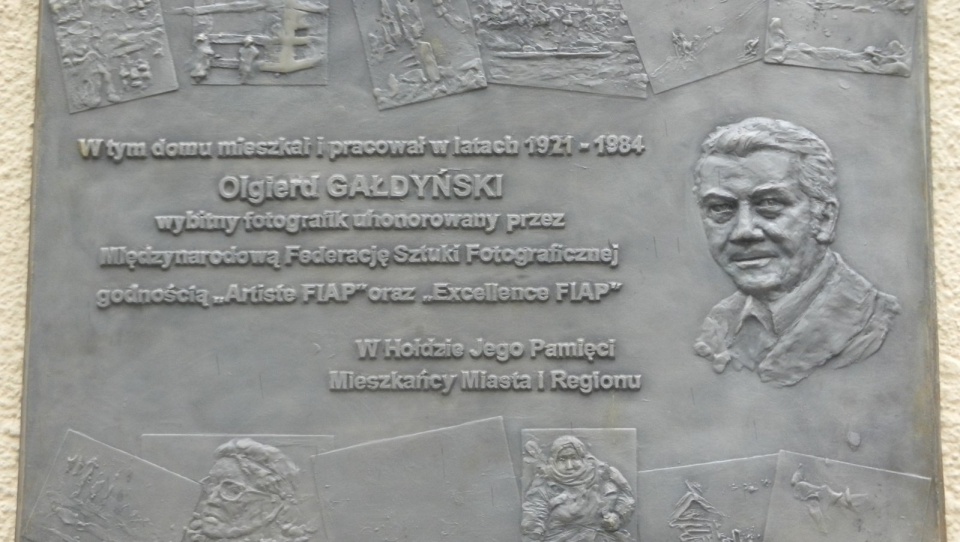 W tym domu mieszkał i pracował w latach 1921 - 1984
Olgierd GAŁDYŃSKI
wybitny fotografik uhonorowany przez
Międzynarodową Federację Sztuki Fotograficznej
godnością „Artiste FIAP" oraz „Excellence FIAP"
W Hołdzie Jego Pamięci
Mieszkańcy Miasta i Regionu